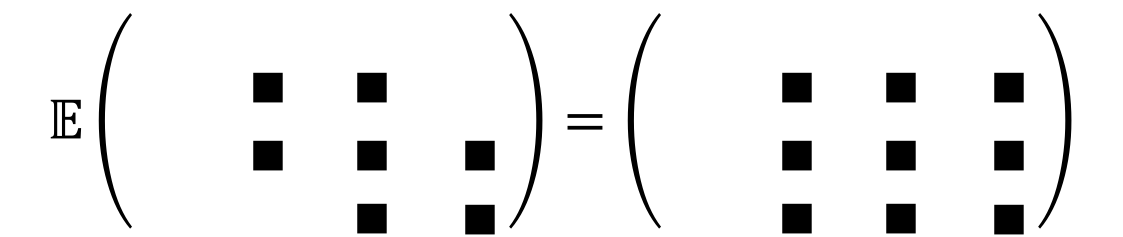 𝔼( ■ ■
■ ■ ■
■ ■ ) = ( ■ ■ ■
■ ■ ■
■ ■ ■ )